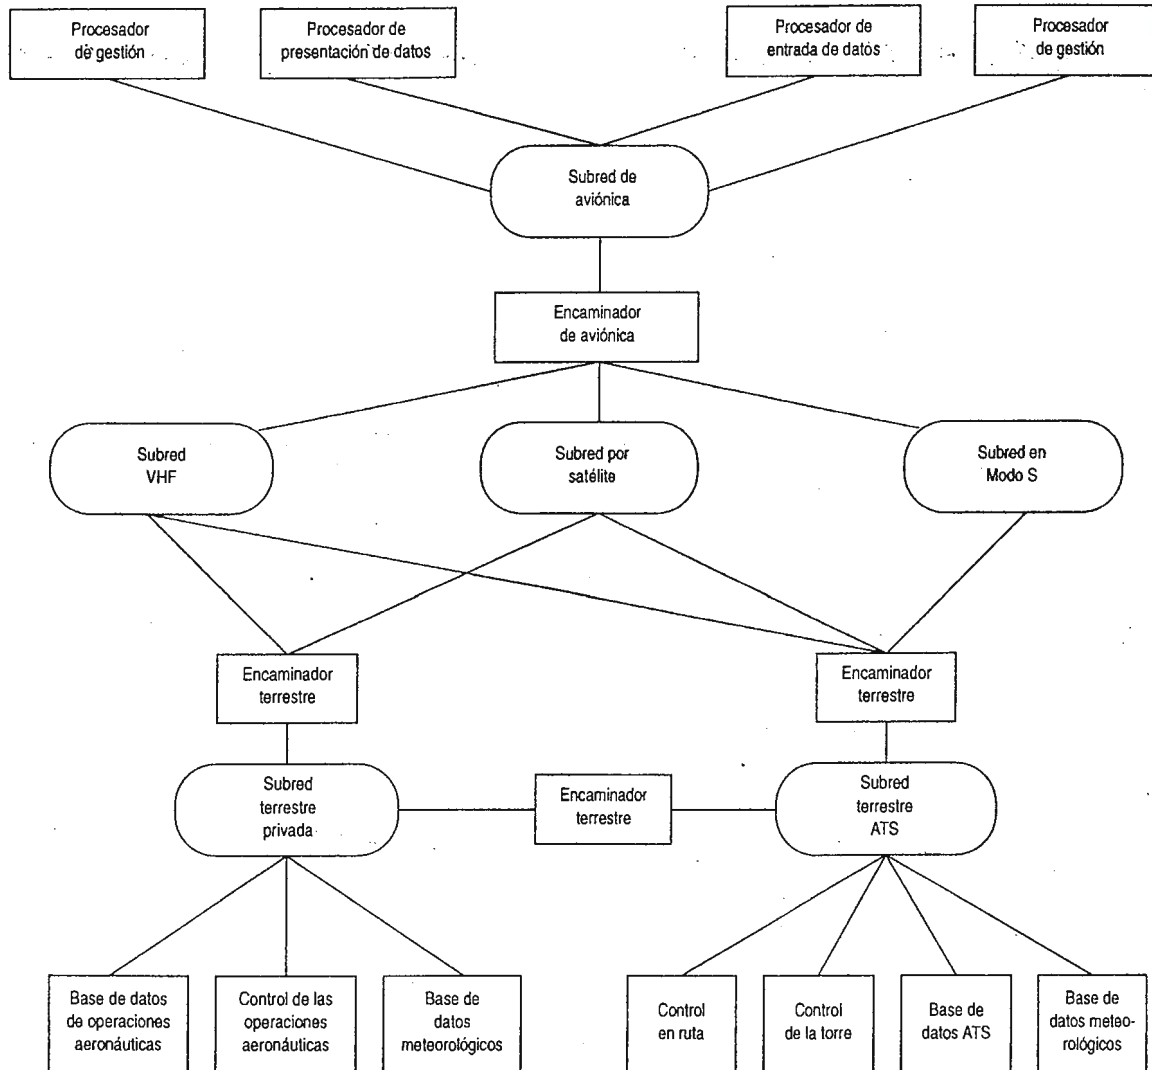 Procesador
de gestión
Procesador de
presentación de datos
Procesador de
entrada de datos
Procesador
de gestión
Subred de
aviónica
Encaminador
de aviónica
Subred
VHF
Subred por
satélite
Subred en
Modo S
Encaminador
terrestre
Encaminador
terrestre
Subred
terrestre
privada
Encaminador
terrestre
Subred
terrestre
ATS
Base de datos
de operaciones
aeronáuticas
Control de las
operaciones
aeronáuticas
Base de
datos
meteorológicos
Control
en ruta
Control
de la torre
Base de
datos ATS
Base de
datos meteo-
rológicos